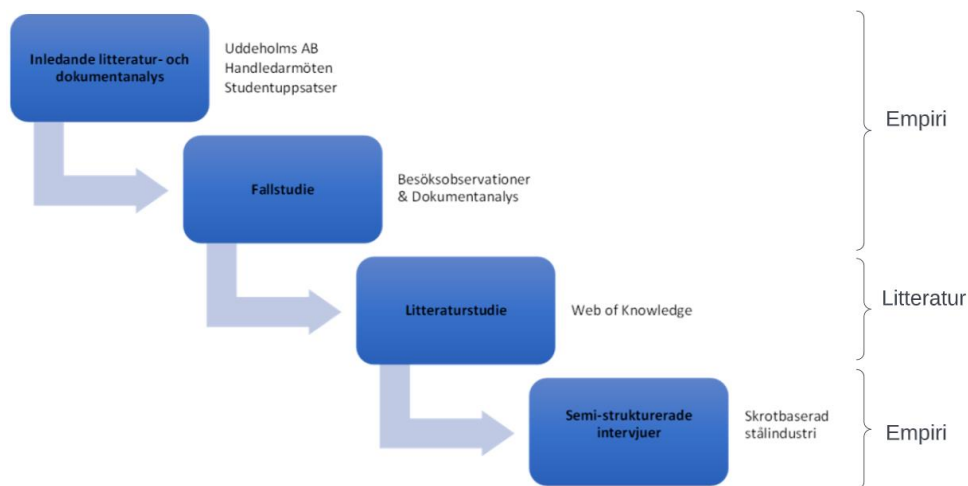 Inledande litteratur- och
dokumentanalys
Uddeholms AB
Handledarmöten
Studentuppsatser
Empiri
Fallstudie
Besöksobservationer
& Dokumentanalys
Litteraturstudie
Web of Knowledge
Litteratur
Semi-strukturerade
intervjuer
Skrotbaserad
stålindustri
Empiri